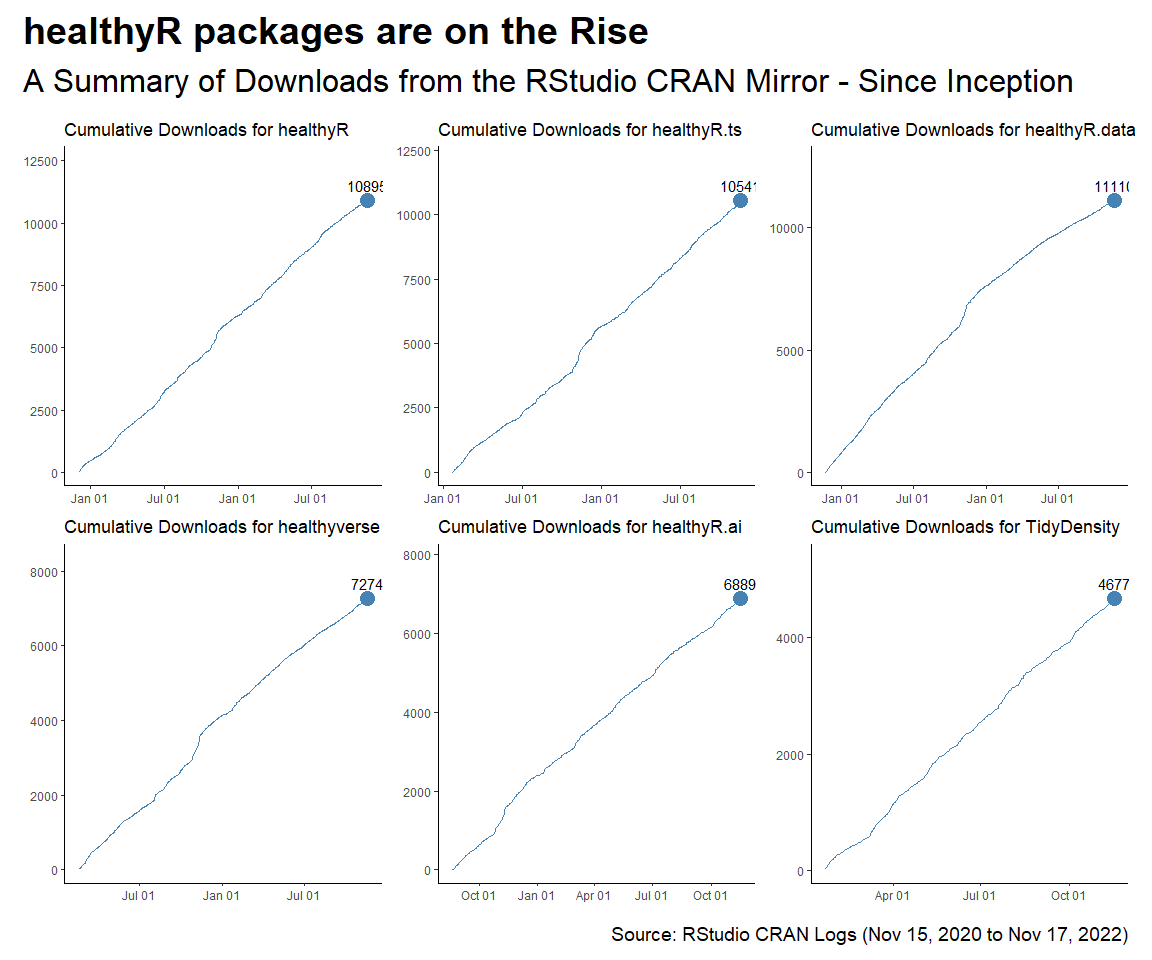 healthyR packages are on the Rise
A Summary of Downloads from the RStudio CRAN Mirror - Since Inception
Cumulative Downloads for healthyR
12500
10000
7500
5000
2500
0
10895
Jan 01 Jul 01 Jan 01 Jul 01
Cumulative Downloads for healthyR.ts
12500
10000
7500
5000
2500
0
10541
Jan 01 Jul 01 Jan 01 Jul 01
Cumulative Downloads for healthyR.data
10000
5000
0
11110
Jan 01 Jul 01 Jan 01 Jul 01
Cumulative Downloads for healthyverse
8000
6000
4000
2000
0
7274
Jul 01 Jan 01 Jul 01
Cumulative Downloads for healthyR.ai
8000
6000
4000
2000
0
6889
Oct 01 Jan 01 Apr 01 Jul 01 Oct 01
Cumulative Downloads for TidyDensity
4000
2000
0
4677
Apr 01 Jul 01 Oct 01
Source: RStudio CRAN Logs (Nov 15, 2020 to Nov 17, 2022)